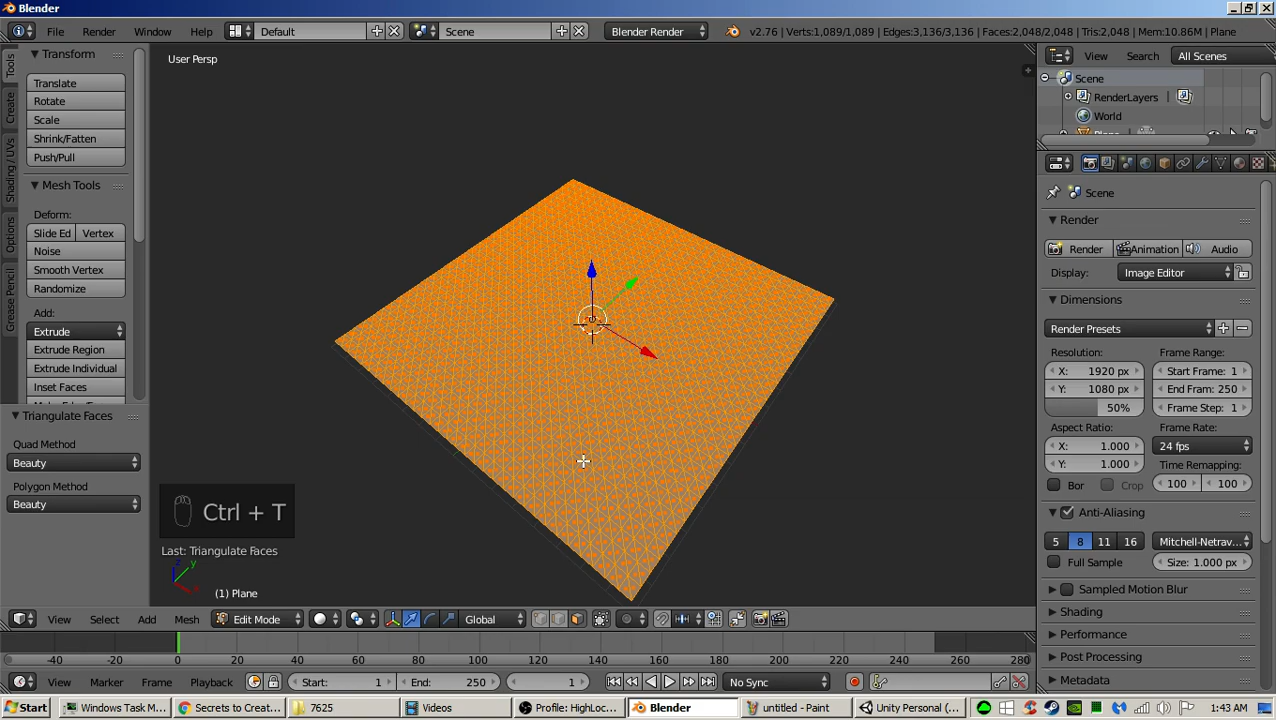 Blender
File Render Window Help Default Scene Blender Render v2.76 | Verts:1,089/1,089 | Edges:3,136/3,136 | Faces:2,048/2,048 | Tris:2,048 | Mem:10.86M | Plane
Tools
Create
Shading / UVs
Options
Grease Pencil
Transform
Translate
Rotate
Scale
Shrink/Fatten
Push/Pull
Mesh Tools
Deform:
Slide Ed Vertex
Noise
Smooth Vertex
Randomize
Add:
Extrude
Extrude Region
Extrude Individual
Inset Faces
Triangulate Faces
Quad Method
Beauty
Polygon Method
Beauty
User Persp
Ctrl + T
Last: Triangulate Faces
z y x
(1) Plane
View Select Add Mesh Edit Mode Global
-40 -20 0 20 40 60 80 100 120 140 160 180 200 220 240 260 280
View Marker Frame Playback Start: 1 End: 250 1 No Sync
View Search All Scenes
Scene
RenderLayers
World
Scene
Render
Render Animation Audio
Display: Image Editor
Dimensions
Render Presets
Resolution: Frame Range:
X: 1920 px Start Frame: 1
Y: 1080 px End Fram: 250
50% Frame Step: 1
Aspect Ratio: Frame Rate:
X: 1.000 24 fps
Y: 1.000 Time Remapping:
Bor Crop 100 100
Anti-Aliasing
5 8 11 16 Mitchell-Netrav...
Full Sample Size: 1.000 px
Sampled Motion Blur
Shading
Performance
Post Processing
Metadata
Start Windows Task M... Secrets to Creat... 7625 Videos Profile: HighLoc... Blender untitled - Paint Unity Personal (... 1:43 AM